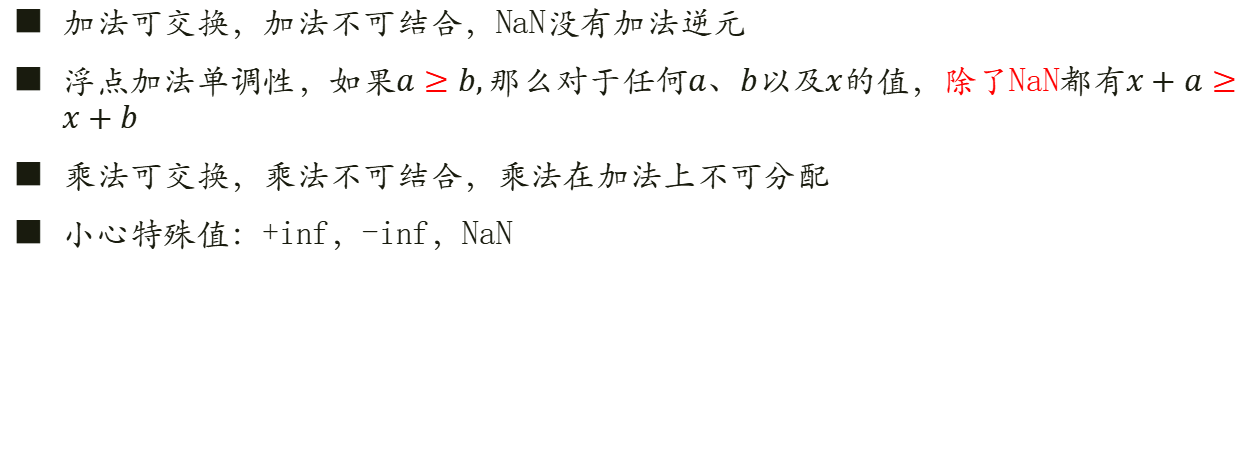 ■ 加法可交换，加法不可结合，NaN没有加法逆元
■ 浮点加法单调性，如果a ≥ b,那么对于任何a、b以及x的值，除了NaN都有x + a ≥
x + b
■ 乘法可交换，乘法不可结合，乘法在加法上不可分配
■ 小心特殊值：+inf，-inf，NaN